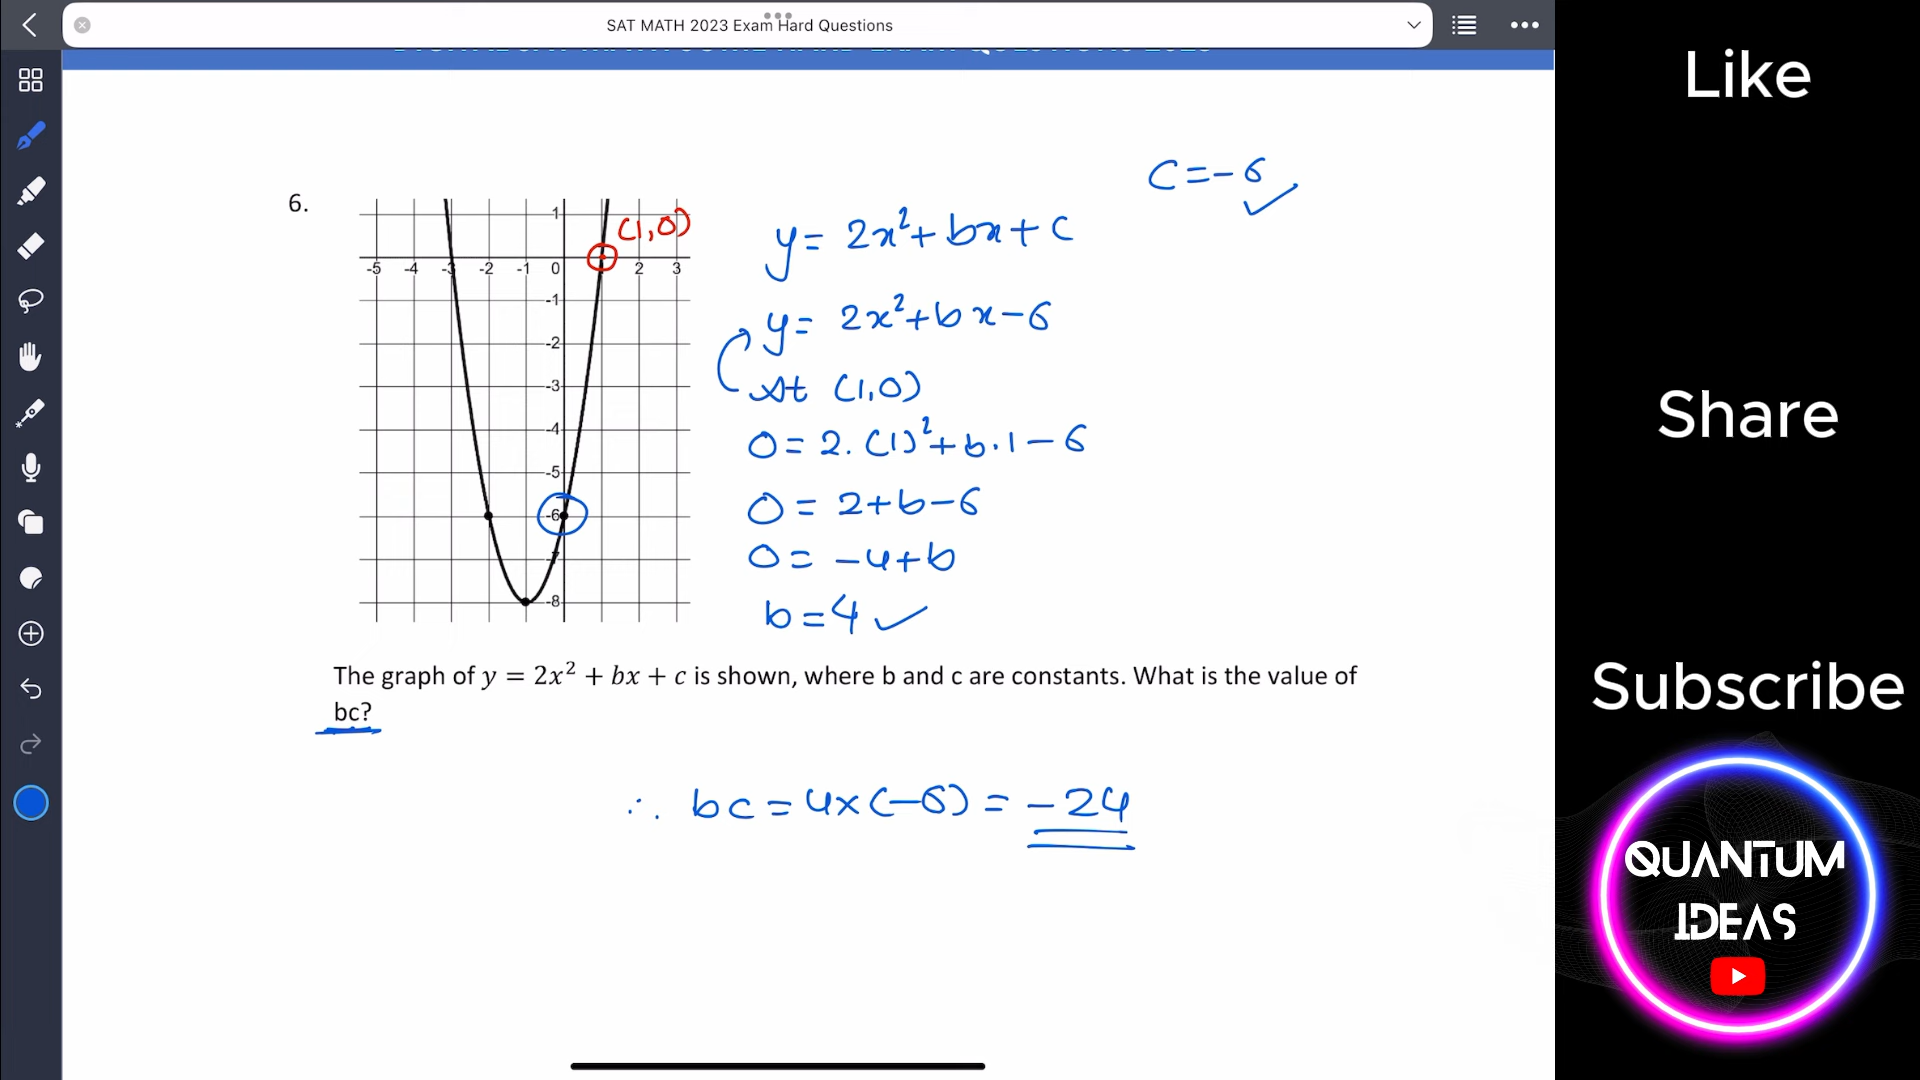 SAT MATH 2023 Exam Hard Questions
Like
C = - 6
6.
(1,0)
y = 2x² + bx + c
1
-5 -4 -3 -2 -1 0 2 3
-1
y = 2x² + bx - 6
-2
-3
At (1,0)
Share
-4
0 = 2. (1)² + b. 1 - 6
-5
-6
0 = 2 + b - 6
-7
0 = - 4 + b
-8
b = 4
The graph of y = 2x² + bx + c is shown, where b and c are constants. What is the value of
bc?
Subscribe
∴ bc = 4 x (-6) = -24
QUANTUM
IDEAS